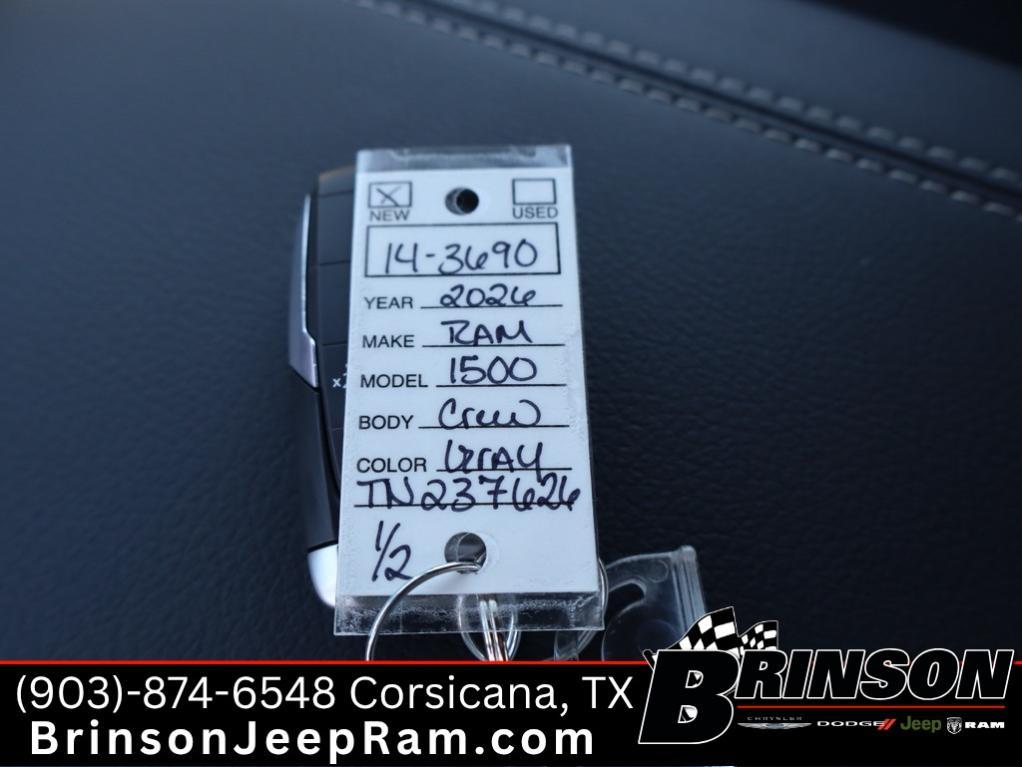 NEW USED
14-3690
YEAR 2026
MAKE RAM
MODEL 1500
BODY Crew
COLOR Gray
TN237626
1/2
(903)-874-6548 Corsicana, TX
BrinsonJeepRam.com
BRINSON
CHRYSLER DODGE Jeep RAM